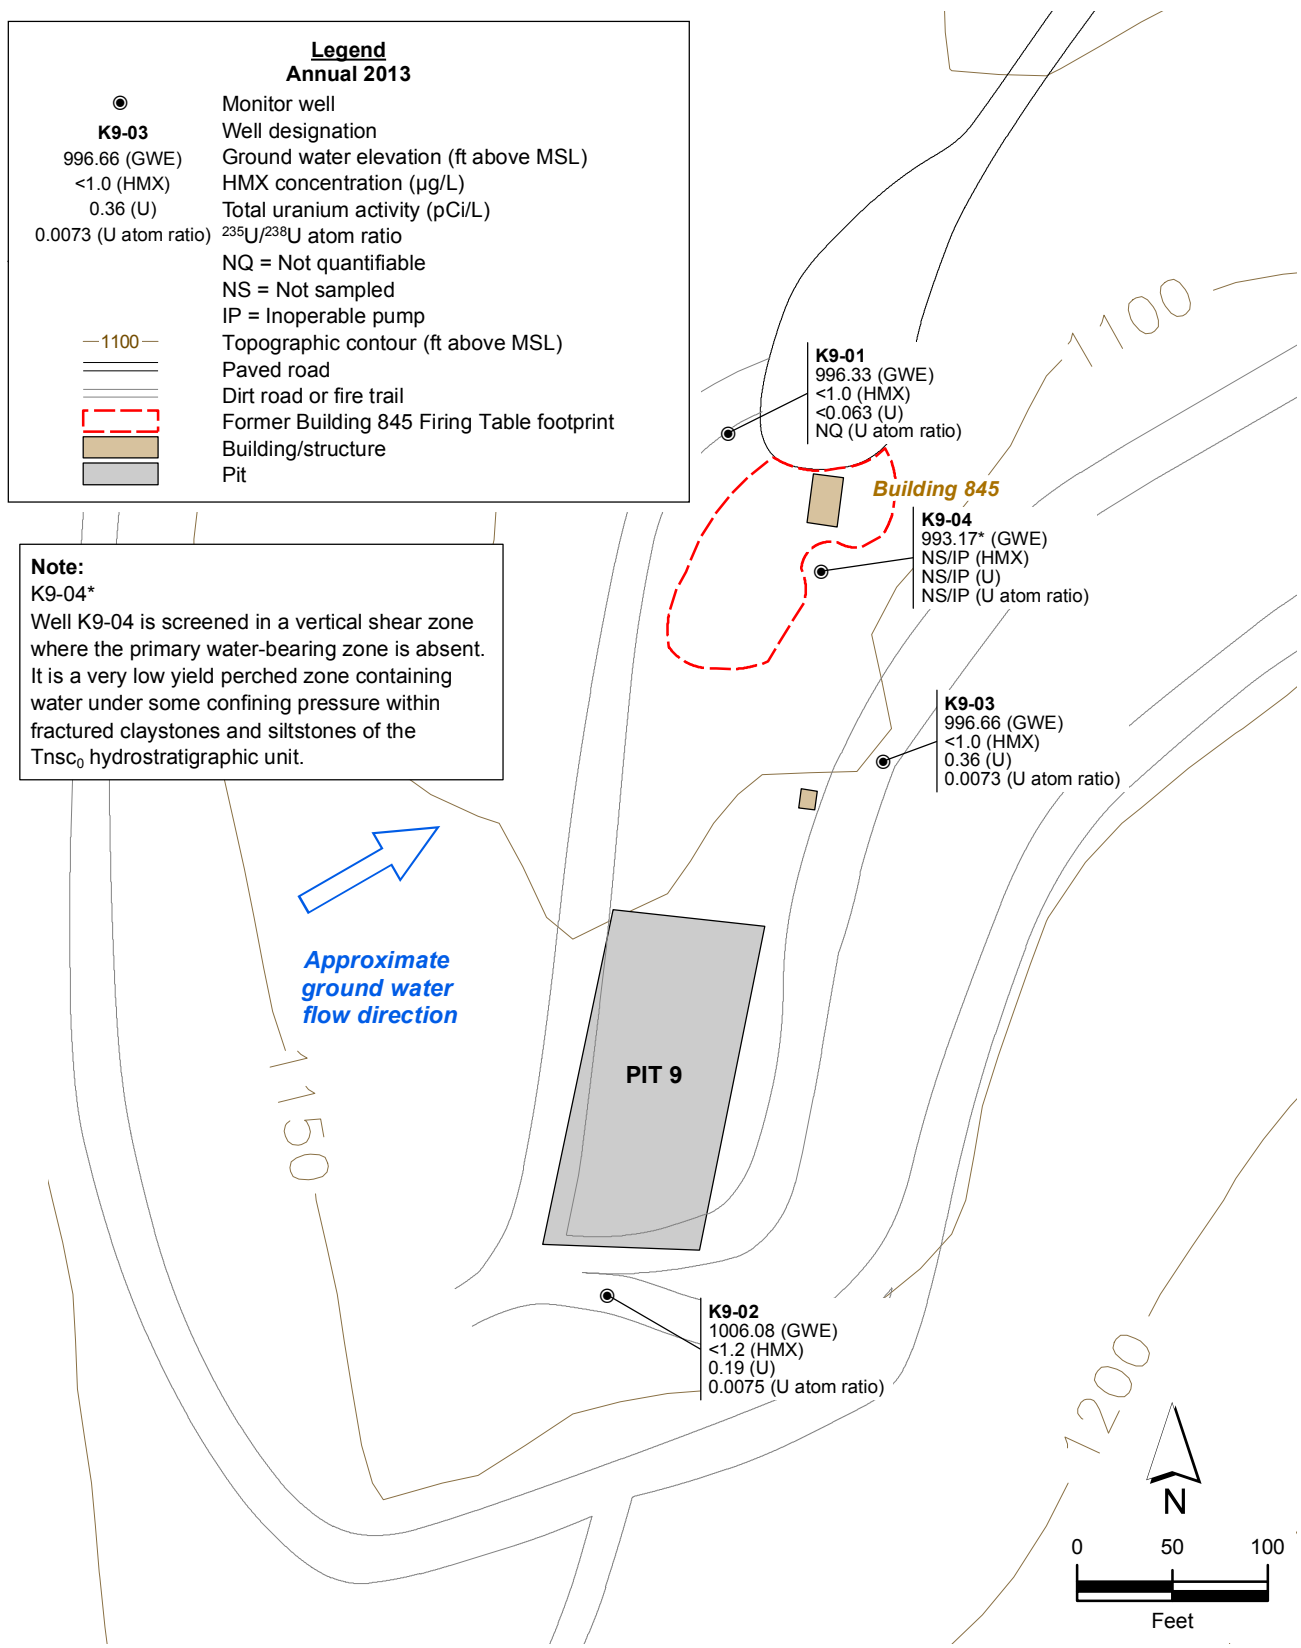 Legend
Annual 2013
Monitor well
K9-03 Well designation
996.66 (GWE) Ground water elevation (ft above MSL)
<1.0 (HMX) HMX concentration (µg/L)
0.36 (U) Total uranium activity (pCi/L)
0.0073 (U atom ratio) ²³⁵U/²³⁸U atom ratio
NQ = Not quantifiable
NS = Not sampled
IP = Inoperable pump
1100 Topographic contour (ft above MSL)
Paved road
Dirt road or fire trail
Former Building 845 Firing Table footprint
Building/structure
Pit
1100
K9-01
996.33 (GWE)
<1.0 (HMX)
<0.063 (U)
NQ (U atom ratio)
Building 845
K9-04
993.17* (GWE)
NS/IP (HMX)
NS/IP (U)
NS/IP (U atom ratio)
Note:
K9-04*
Well K9-04 is screened in a vertical shear zone
where the primary water-bearing zone is absent.
It is a very low yield perched zone containing
water under some confining pressure within
fractured claystones and siltstones of the
Tnsc₀ hydrostratigraphic unit.
K9-03
996.66 (GWE)
<1.0 (HMX)
0.36 (U)
0.0073 (U atom ratio)
Approximate
ground water
flow direction
PIT 9
1150
K9-02
1006.08 (GWE)
<1.2 (HMX)
0.19 (U)
0.0075 (U atom ratio)
1200
N
0 50 100
Feet